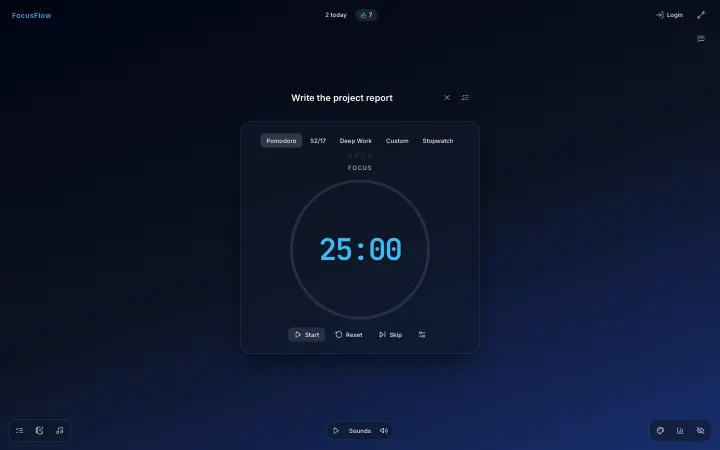 FocusFlow
2 today
7
Login
Write the project report
Pomodoro
52/17
Deep Work
Custom
Stopwatch
FOCUS
25:00
Start
Reset
Skip
Sounds